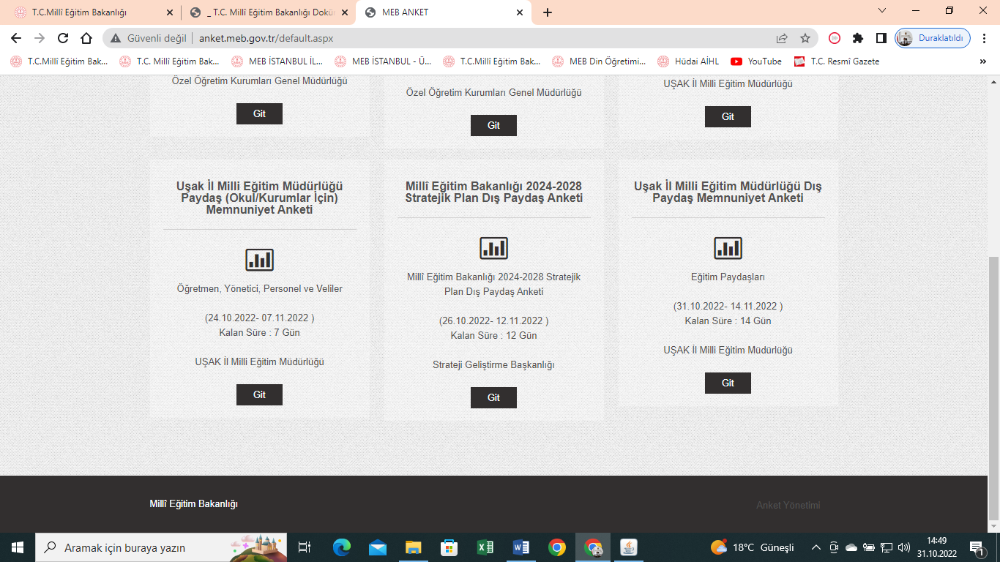 T.C.Millî Eğitim Bakanlığı
_ T.C. Millî Eğitim Bakanlığı Dokü
MEB ANKET
Güvenli değil
anket.meb.gov.tr/default.aspx
Duraklatıldı
T.C.Milli Eğitim Bak...
T.C. Millî Eğitim Bak...
MEB İSTANBUL İL...
MEB İSTANBUL - Ü...
T.C.Millî Eğitim Bak...
MEB Din Öğretimi...
Hüdai AİHL
YouTube
T.C. Resmî Gazete
Özel Öğretim Kurumları Genel Müdürlüğü
Git
Özel Öğretim Kurumları Genel Müdürlüğü
Git
UŞAK İl Milli Eğitim Müdürlüğü
Git
Uşak İl Milli Eğitim Müdürlüğü
Paydaş (Okul/Kurumlar İçin)
Memnuniyet Anketi
Öğretmen, Yönetici, Personel ve Veliler
(24.10.2022- 07.11.2022 )
Kalan Süre : 7 Gün
UŞAK İl Milli Eğitim Müdürlüğü
Git
Millî Eğitim Bakanlığı 2024-2028
Stratejik Plan Dış Paydaş Anketi
Millî Eğitim Bakanlığı 2024-2028 Stratejik
Plan Dış Paydaş Anketi
(26.10.2022- 12.11.2022 )
Kalan Süre : 12 Gün
Strateji Geliştirme Başkanlığı
Git
Uşak İl Milli Eğitim Müdürlüğü Dış
Paydaş Memnuniyet Anketi
Eğitim Paydaşları
(31.10.2022- 14.11.2022 )
Kalan Süre : 14 Gün
UŞAK İl Milli Eğitim Müdürlüğü
Git
Millî Eğitim Bakanlığı
Anket Yönetimi
Aramak için buraya yazın
18°C Güneşli
14:49
31.10.2022
1